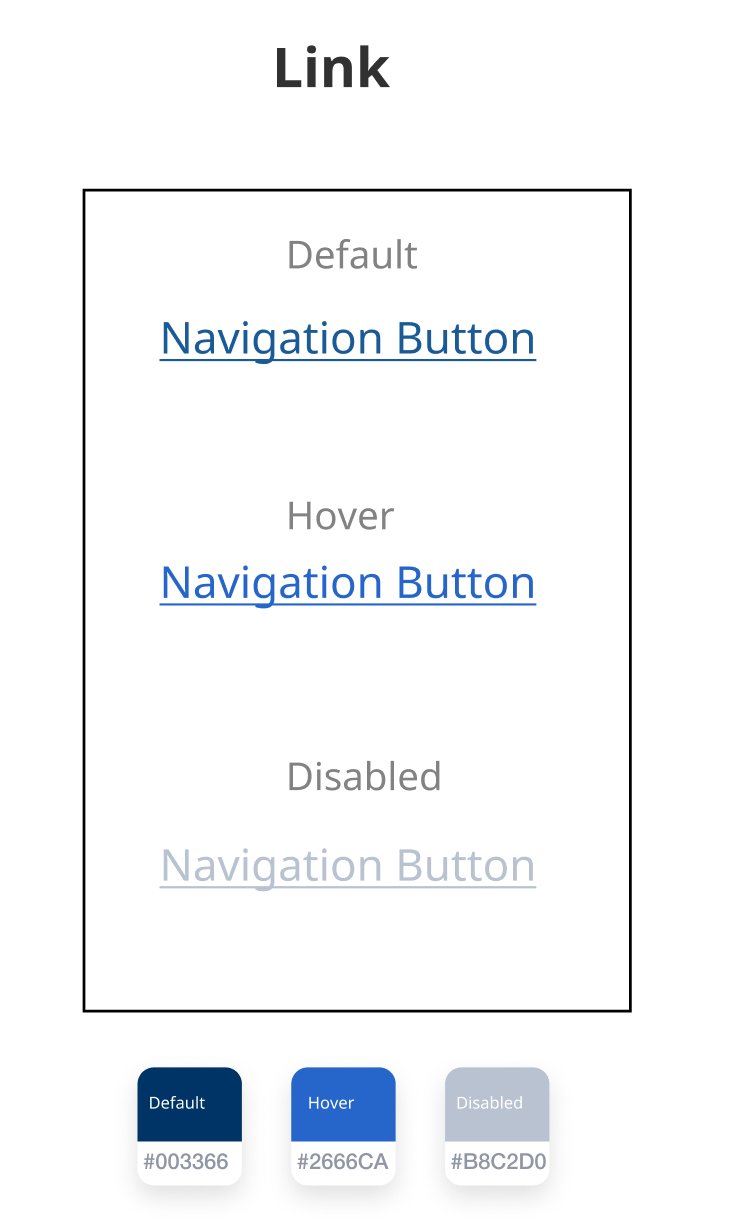 Link
Default
Navigation Button
Hover
Navigation Button
Disabled
Navigation Button
Default
Hover
Disabled
#003366
#2666CA
#B8C2D0